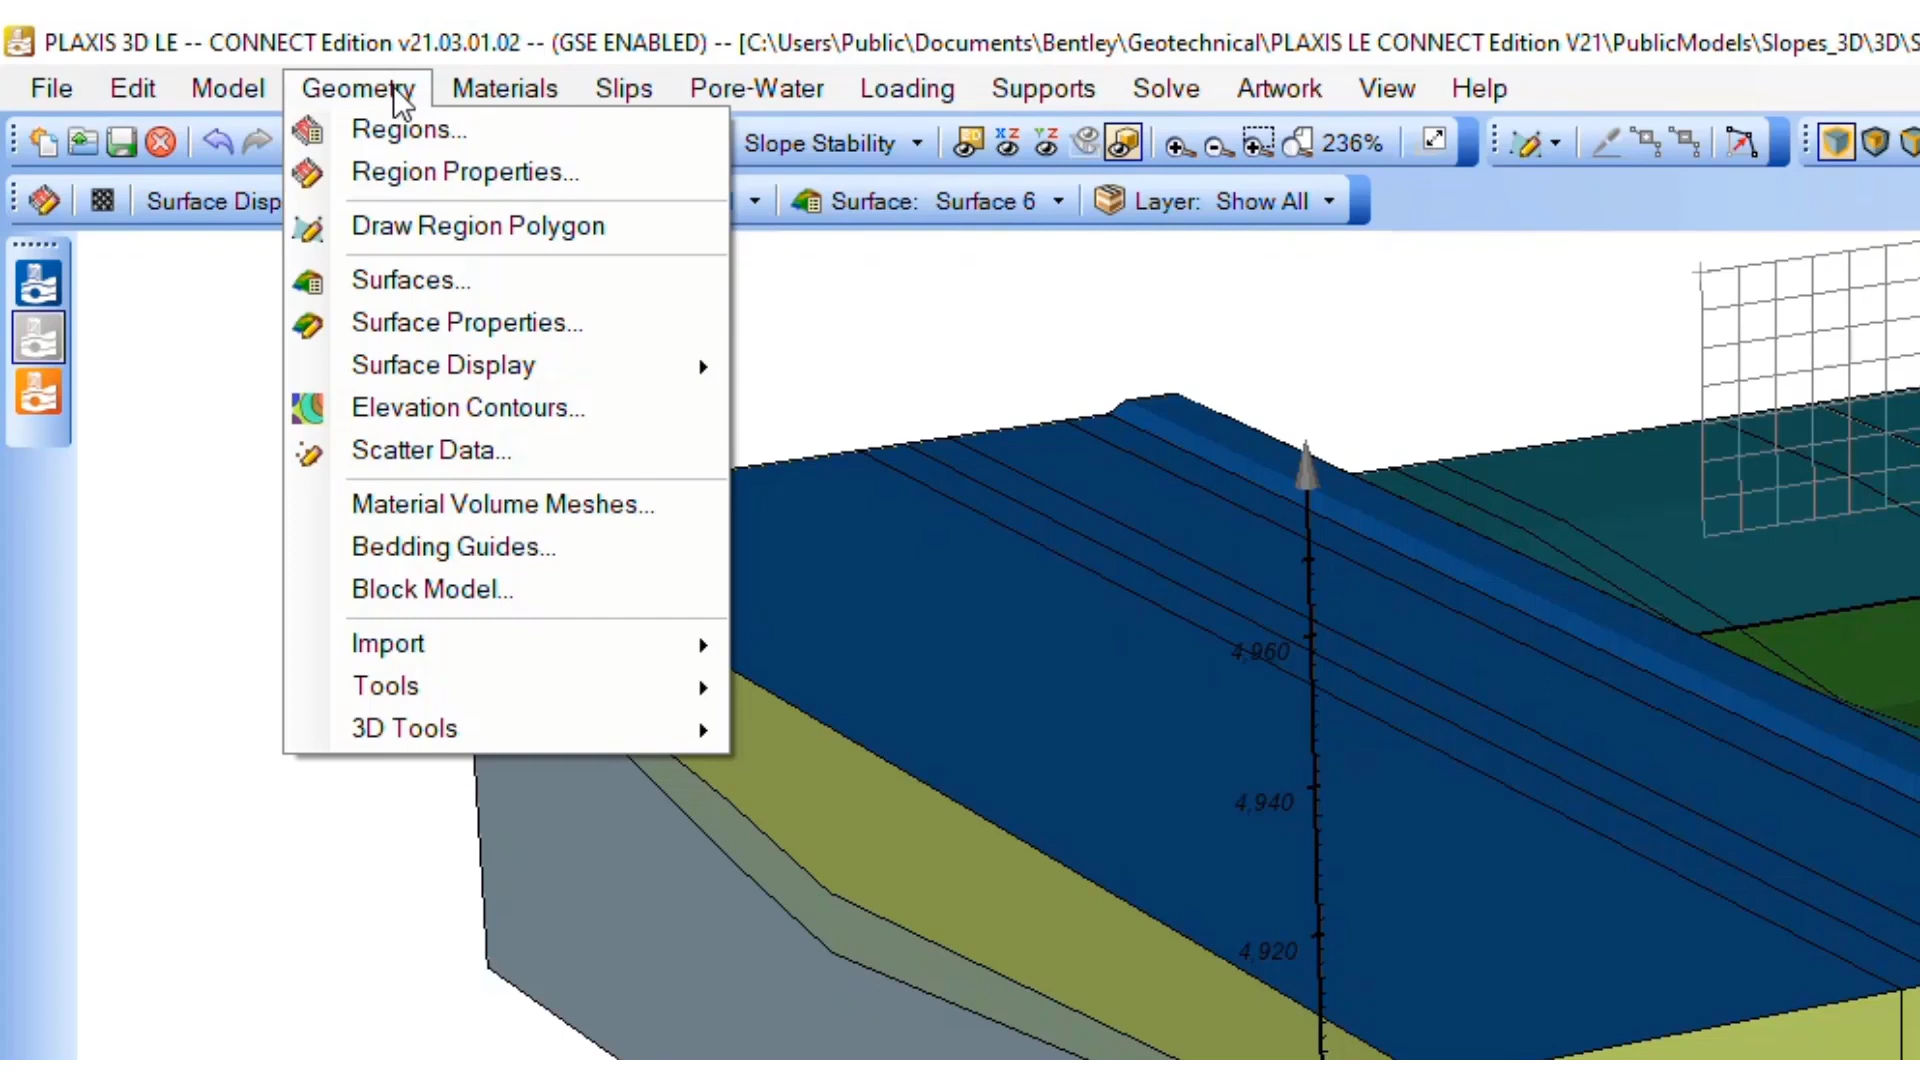 PLAXIS 3D LE -- CONNECT Edition v21.03.01.02 -- (GSE ENABLED) -- [C:\Users\Public\Documents\Bentley\Geotechnical\PLAXIS LE CONNECT Edition V21\PublicModels\Slopes_3D\3D\S
File Edit Model Geometry Materials Slips Pore-Water Loading Supports Solve Artwork View Help
Slope Stability XZ YZ 236%
Surface Disp Surface: Surface 6 Layer: Show All
Regions...
Region Properties...
Draw Region Polygon
Surfaces...
Surface Properties...
Surface Display
Elevation Contours...
Scatter Data...
Material Volume Meshes...
Bedding Guides...
Block Model...
Import
Tools
3D Tools
4,960
4,940
4,920